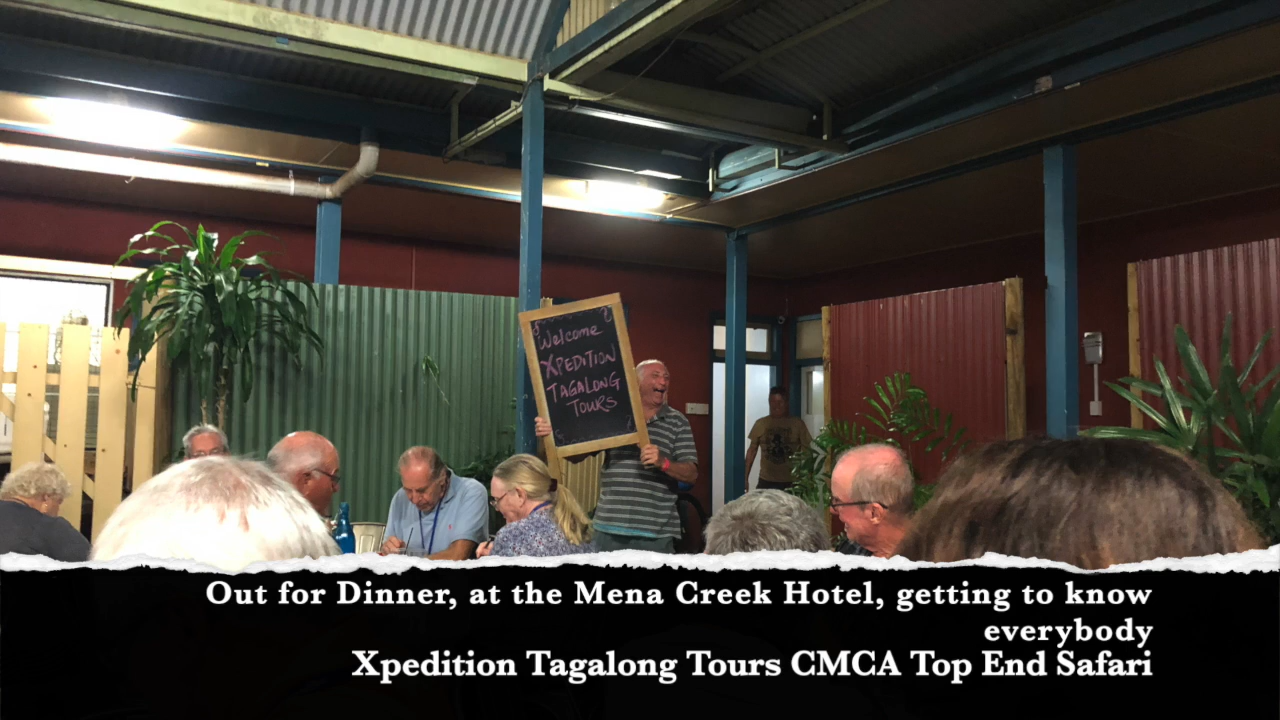 Welcome
XPEDITION
TAGALONG
TOURS
Out for Dinner, at the Mena Creek Hotel, getting to know
everybody
Xpedition Tagalong Tours CMCA Top End Safari